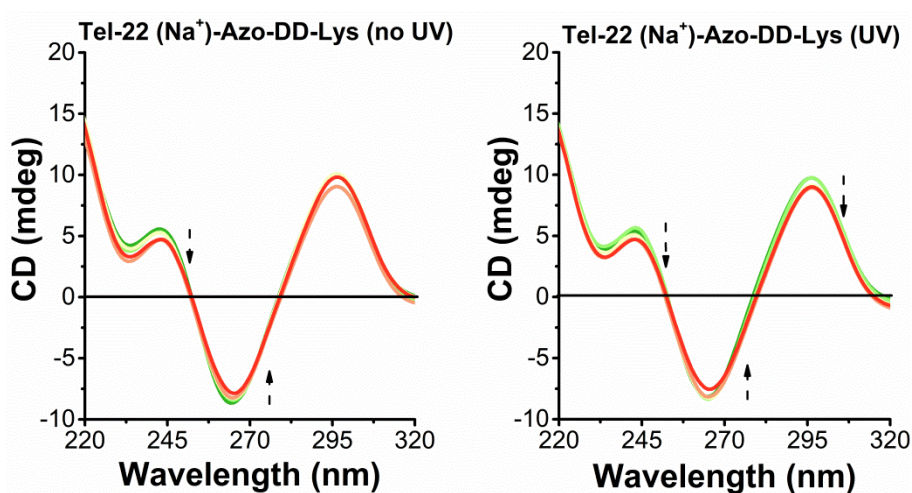 Tel-22 (Na⁺)-Azo-DD-Lys (no UV)
CD (mdeg)
20
15
10
5
0
-5
-10
220 245 270 295 320
Wavelength (nm)
Tel-22 (Na⁺)-Azo-DD-Lys (UV)
CD (mdeg)
20
15
10
5
0
-5
-10
220 245 270 295 320
Wavelength (nm)